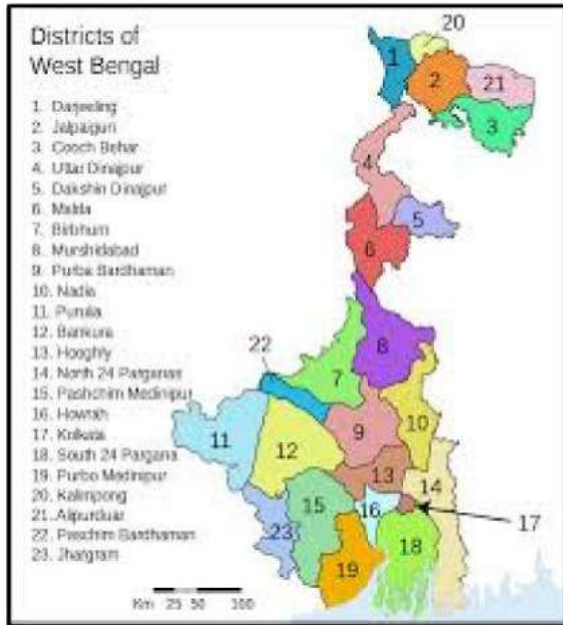 Districts of
West Bengal
1. Darjeeling
2. Jalpaiguri
3. Cooch Behar
4. Uttar Dinajpur
5. Dakshin Dinajpur
6. Malda
7. Birbhum
8. Murshidabad
9. Purba Bardhaman
10. Nadia
11. Purulia
12. Bankura
13. Hooghly
14. North 24 Parganas
15. Pashchim Medinipur
16. Howrah
17. Kolkata
18. South 24 Pargana
19. Purbo Medinipur
20. Kalimpong
21. Alipurduar
22. Paschim Bardhaman
23. Jhargram
20
1
2
21
3
4
5
6
8
22
7
10
9
11
12
13
14
15
16
17
23
18
19
Km 25 50 100